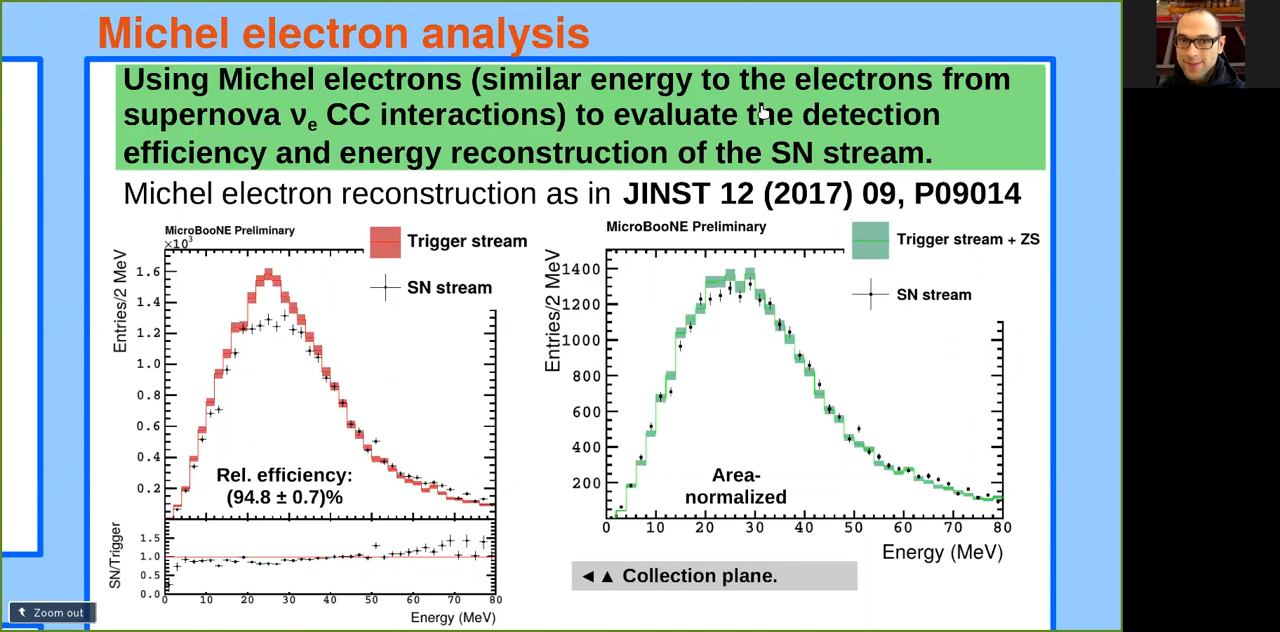 Michel electron analysis
Using Michel electrons (similar energy to the electrons from
supernova νe CC interactions) to evaluate the detection
efficiency and energy reconstruction of the SN stream.
Michel electron reconstruction as in JINST 12 (2017) 09, P09014
MicroBooNE Preliminary
×10³
Trigger stream
SN stream
Entries/2 MeV
1.6
1.4
1.2
1.0
0.8
0.6
0.4
0.2
Rel. efficiency:
(94.8 ± 0.7)%
SN/Trigger
1.5
1.0
0.5
0.0
0 10 20 30 40 50 60 70 80
Energy (MeV)
MicroBooNE Preliminary
Trigger stream + ZS
SN stream
Entries/2 MeV
1400
1200
1000
800
600
400
200
Area-
normalized
0 10 20 30 40 50 60 70 80
Energy (MeV)
◄ ▲ Collection plane.
Zoom out